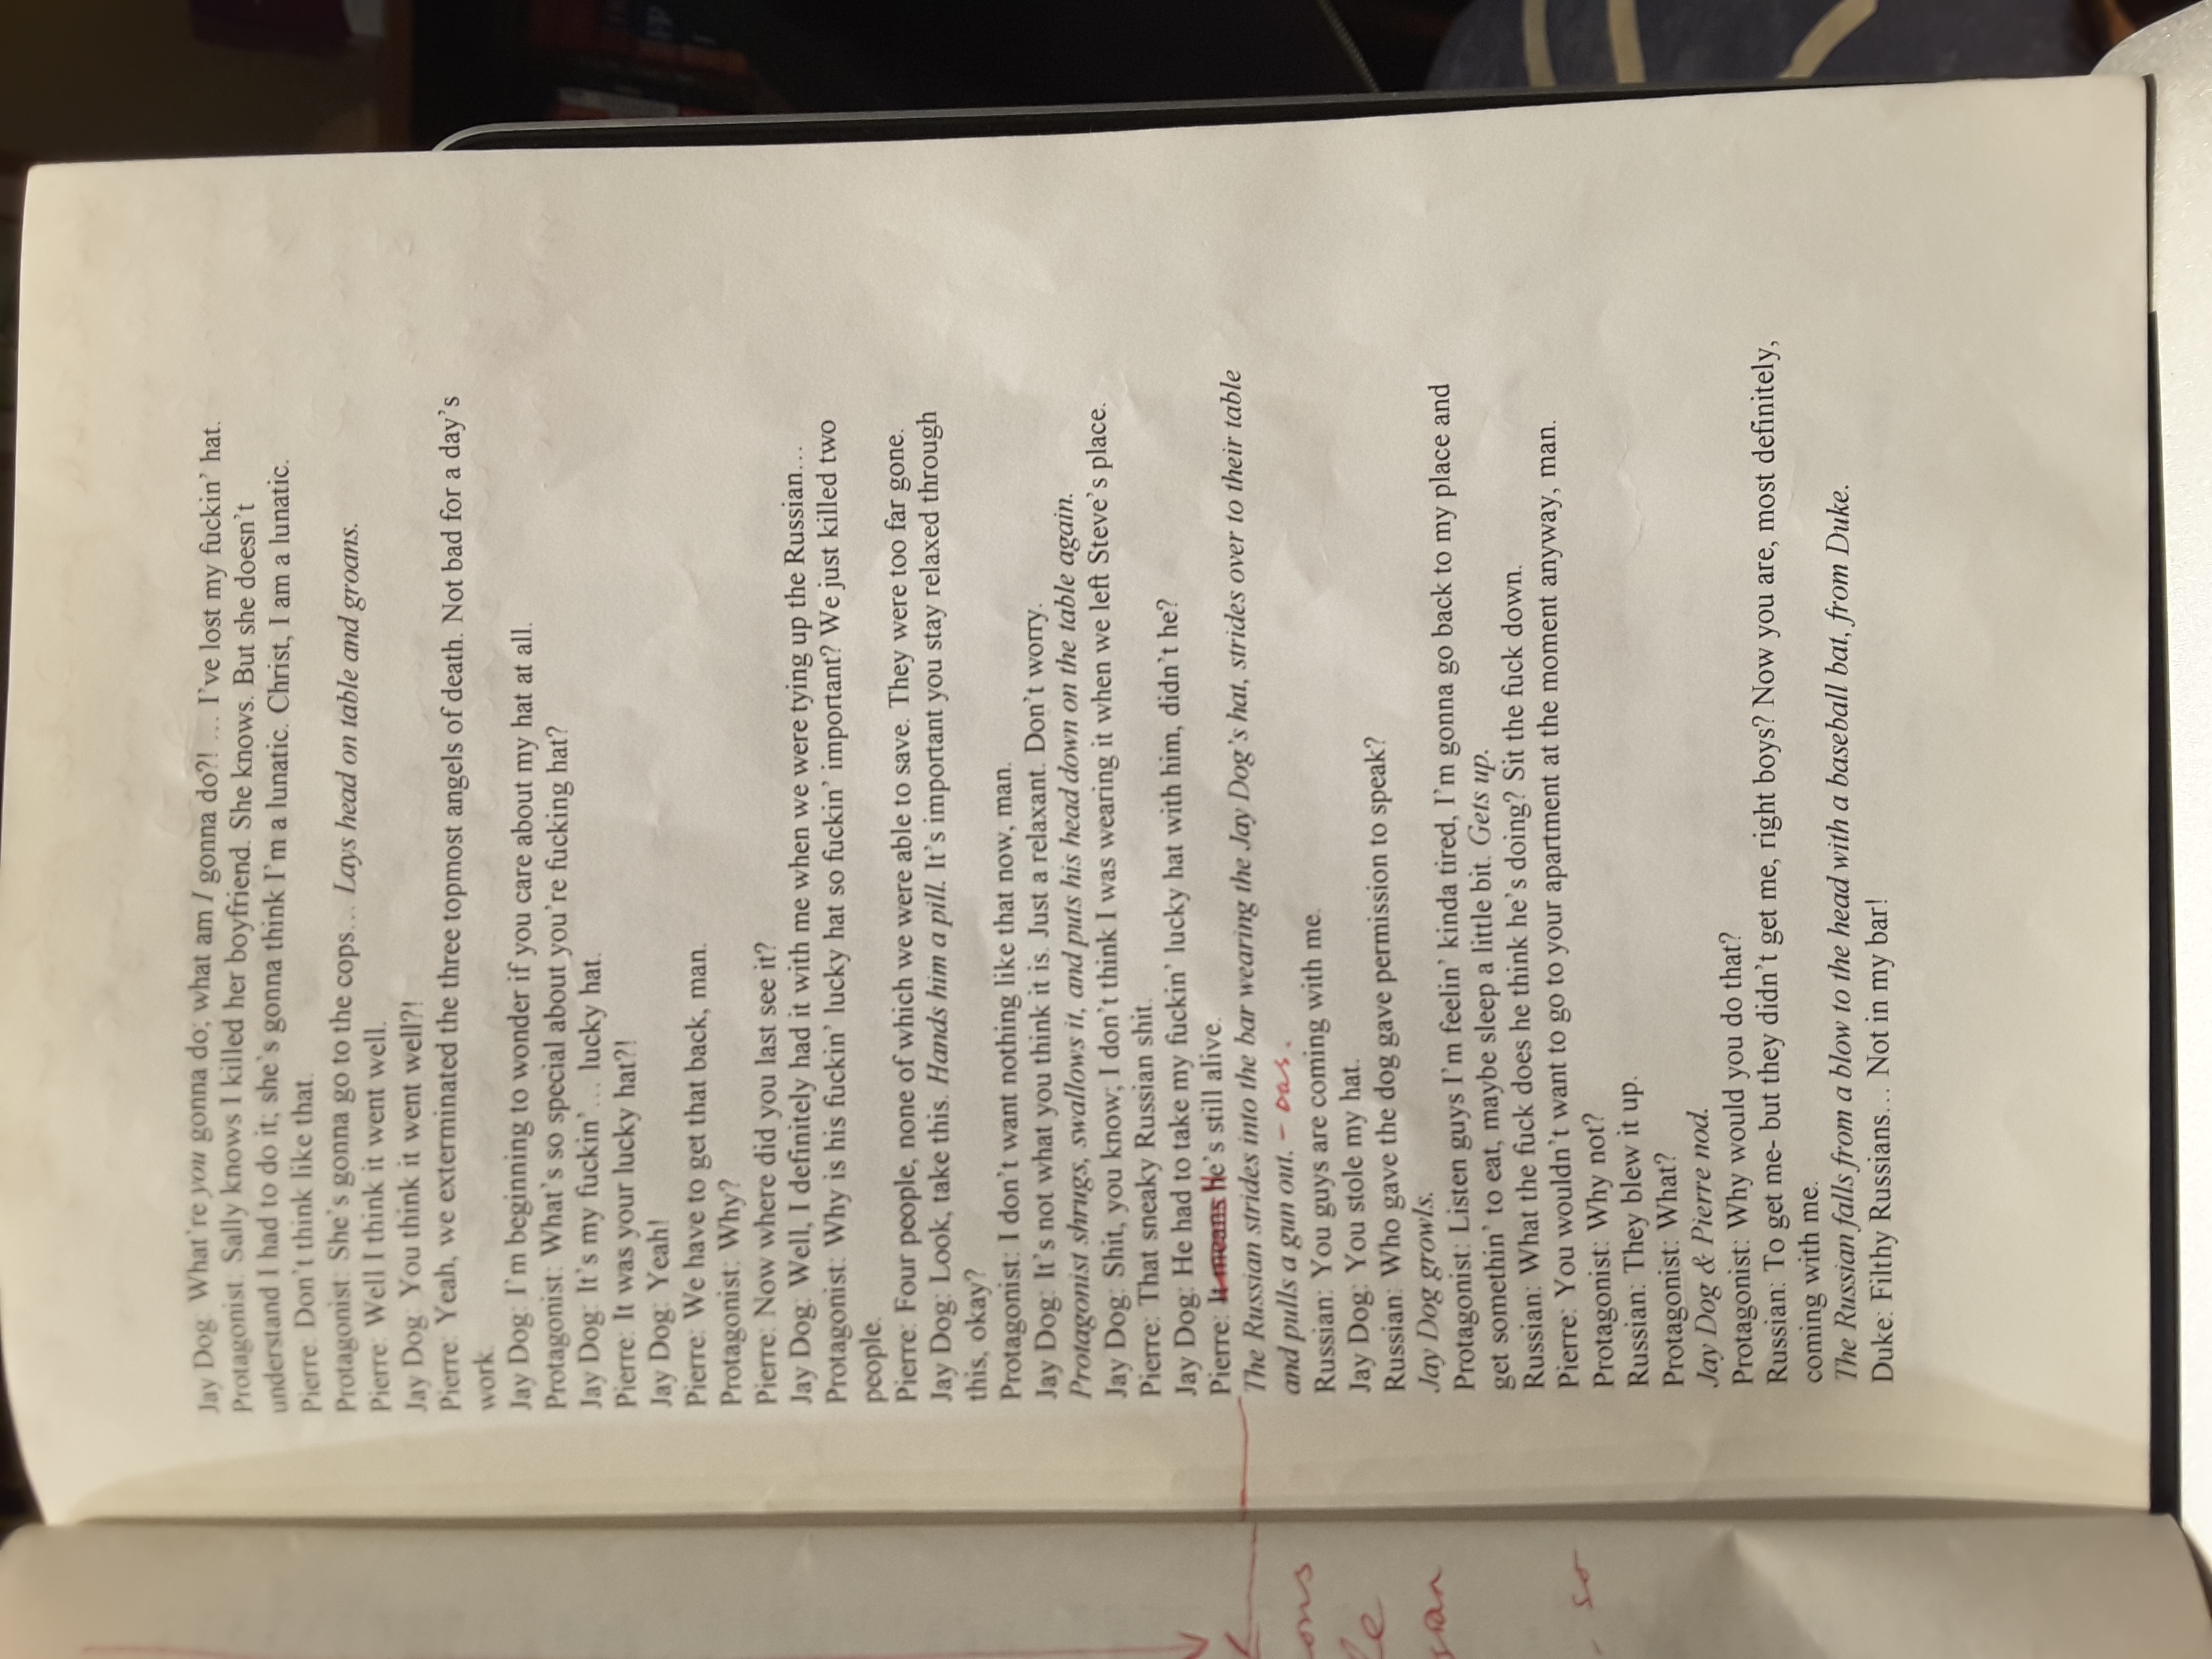 Jay Dog: What're you gonna do; what am I gonna do?! … I've lost my fuckin' hat.
Protagonist: Sally knows I killed her boyfriend. She knows. But she doesn't
understand I had to do it; she's gonna think I'm a lunatic. Christ, I am a lunatic.
Pierre: Don't think like that.
Protagonist: She's gonna go to the cops… Lays head on table and groans.
Pierre: Well I think it went well.
Jay Dog: You think it went well?!
Pierre: Yeah, we exterminated the three topmost angels of death. Not bad for a day's
work.
Jay Dog: I'm beginning to wonder if you care about my hat at all.
Protagonist: What's so special about you're fucking hat?
Jay Dog: It's my fuckin'… lucky hat.
Pierre: It was your lucky hat?!
Jay Dog: Yeah!
Pierre: We have to get that back, man.
Protagonist: Why?
Pierre: Now where did you last see it?
Jay Dog: Well, I definitely had it with me when we were tying up the Russian…
Protagonist: Why is his fuckin' lucky hat so fuckin' important? We just killed two
people.
Pierre: Four people, none of which we were able to save. They were too far gone.
Jay Dog: Look, take this. Hands him a pill. It's important you stay relaxed through
this, okay?
Protagonist: I don't want nothing like that now, man.
Jay Dog: It's not what you think it is. Just a relaxant. Don't worry.
Protagonist shrugs, swallows it, and puts his head down on the table again.
Jay Dog: Shit, you know; I don't think I was wearing it when we left Steve's place.
Pierre: That sneaky Russian shit.
Jay Dog: He had to take my fuckin' lucky hat with him, didn't he?
Pierre: It means He's still alive.
The Russian strides into the bar wearing the Jay Dog's hat, strides over to their table
and pulls a gun out. –
Russian: You guys are coming with me.
Jay Dog: You stole my hat.
Russian: Who gave the dog gave permission to speak?
Jay Dog growls.
Protagonist: Listen guys I'm feelin' kinda tired, I'm gonna go back to my place and
get somethin' to eat, maybe sleep a little bit. Gets up.
Russian: What the fuck does he think he's doing? Sit the fuck down.
Pierre: You wouldn't want to go to your apartment at the moment anyway, man.
Protagonist: Why not?
Russian: They blew it up.
Protagonist: What?
Jay Dog & Pierre nod.
Protagonist: Why would you do that?
Russian: To get me- but they didn't get me, right boys? Now you are, most definitely,
coming with me.
The Russian falls from a blow to the head with a baseball bat, from Duke.
Duke: Filthy Russians… Not in my bar!